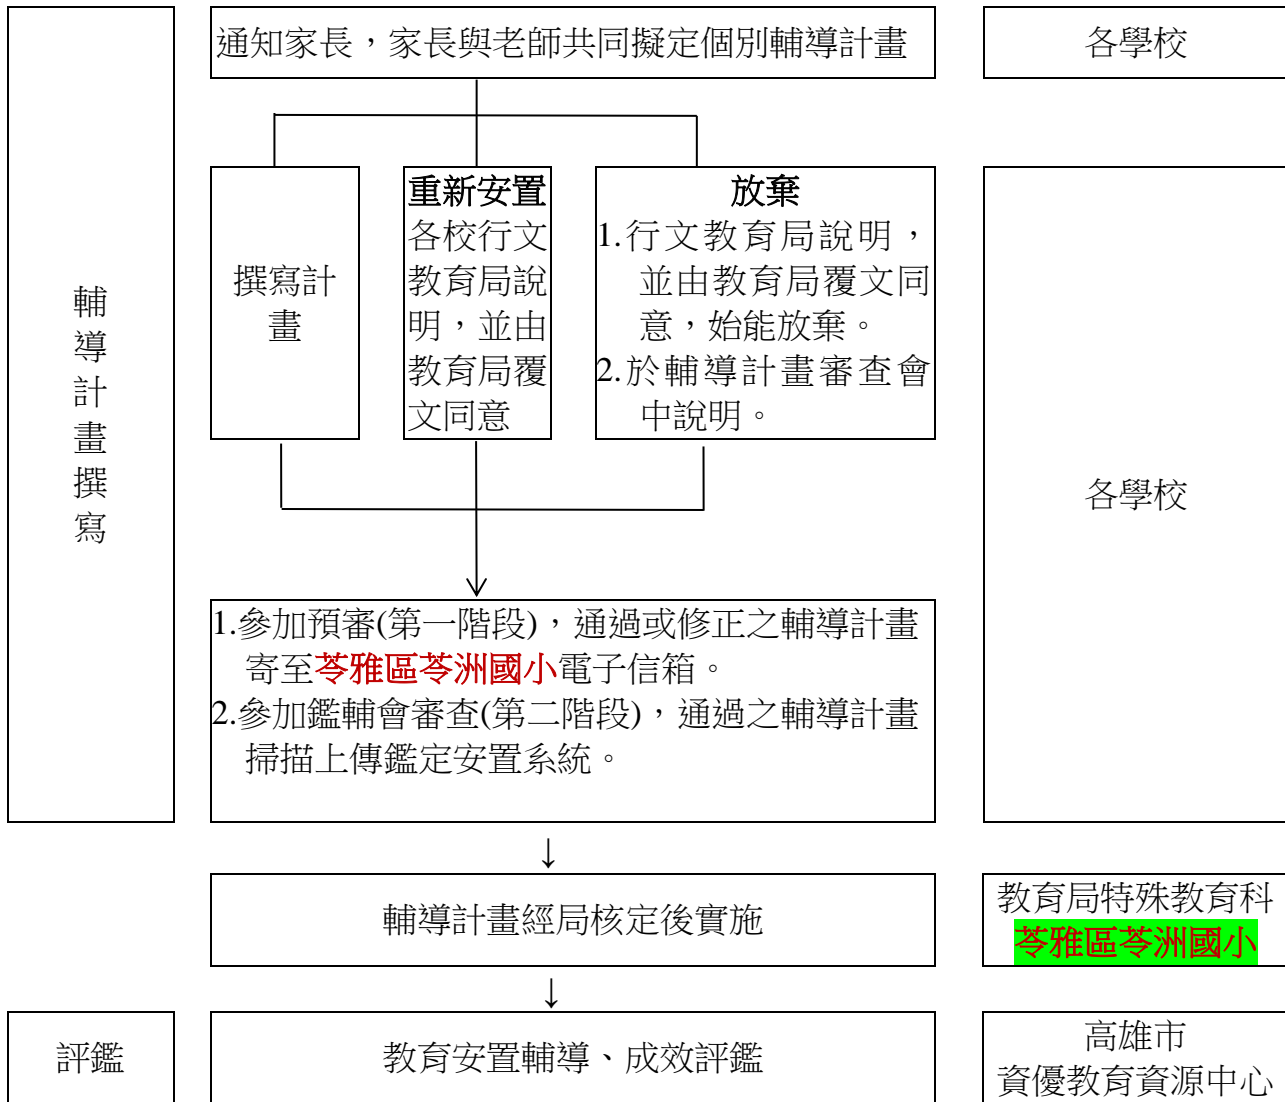 通知家長，家長與老師共同擬定個別輔導計畫
各學校
輔
導
計
畫
撰
寫
撰寫計
畫
重新安置
各校行文
教育局說
明，並由
教育局覆
文同意
放棄
1.行文教育局說明，
並由教育局覆文同
意，始能放棄。
2.於輔導計畫審查會
中說明。
各學校
1.參加預審(第一階段)，通過或修正之輔導計畫
寄至苓雅區苓洲國小電子信箱。
2.參加鑑輔會審查(第二階段)，通過之輔導計畫
掃描上傳鑑定安置系統。
↓
輔導計畫經局核定後實施
教育局特殊教育科
苓雅區苓洲國小
↓
評鑑
教育安置輔導、成效評鑑
高雄市
資優教育資源中心